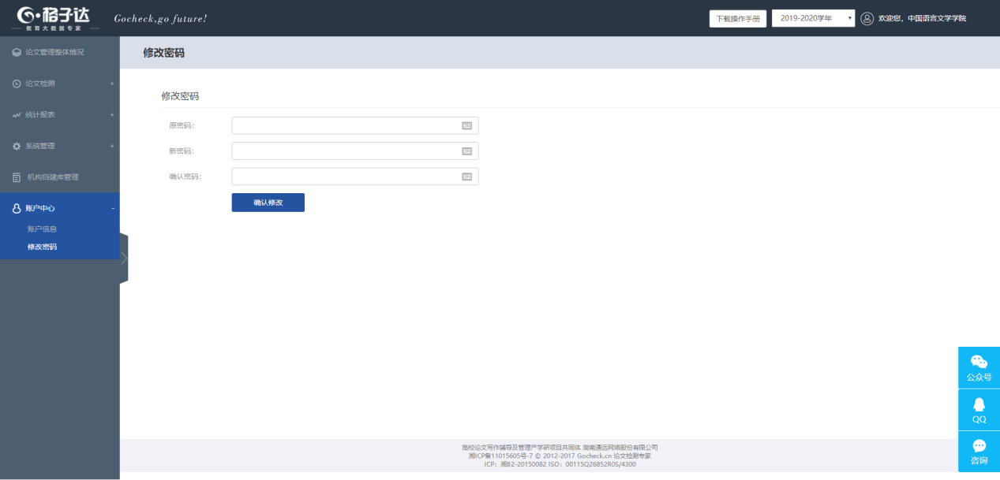 格子达
教育大数据专家
Gocheck,go future!
下载操作手册
2019-2020学年
欢迎您，中国语言文学学院
论文管理整体情况
论文检测 +
统计报表 +
系统管理 +
机构自建库管理
账户中心 -
账户信息
修改密码
修改密码
修改密码
原密码：
新密码：
确认密码：
确认修改
公众号
QQ
咨询
高校论文写作辅导及管理产学研项目共同体 湖南通远网络股份有限公司
湘ICP备11015605号-7 © 2012-2017 Gocheck.cn 论文检测专家
ICP：湘B2-20150082 ISO：00115Q26852R0S/4300